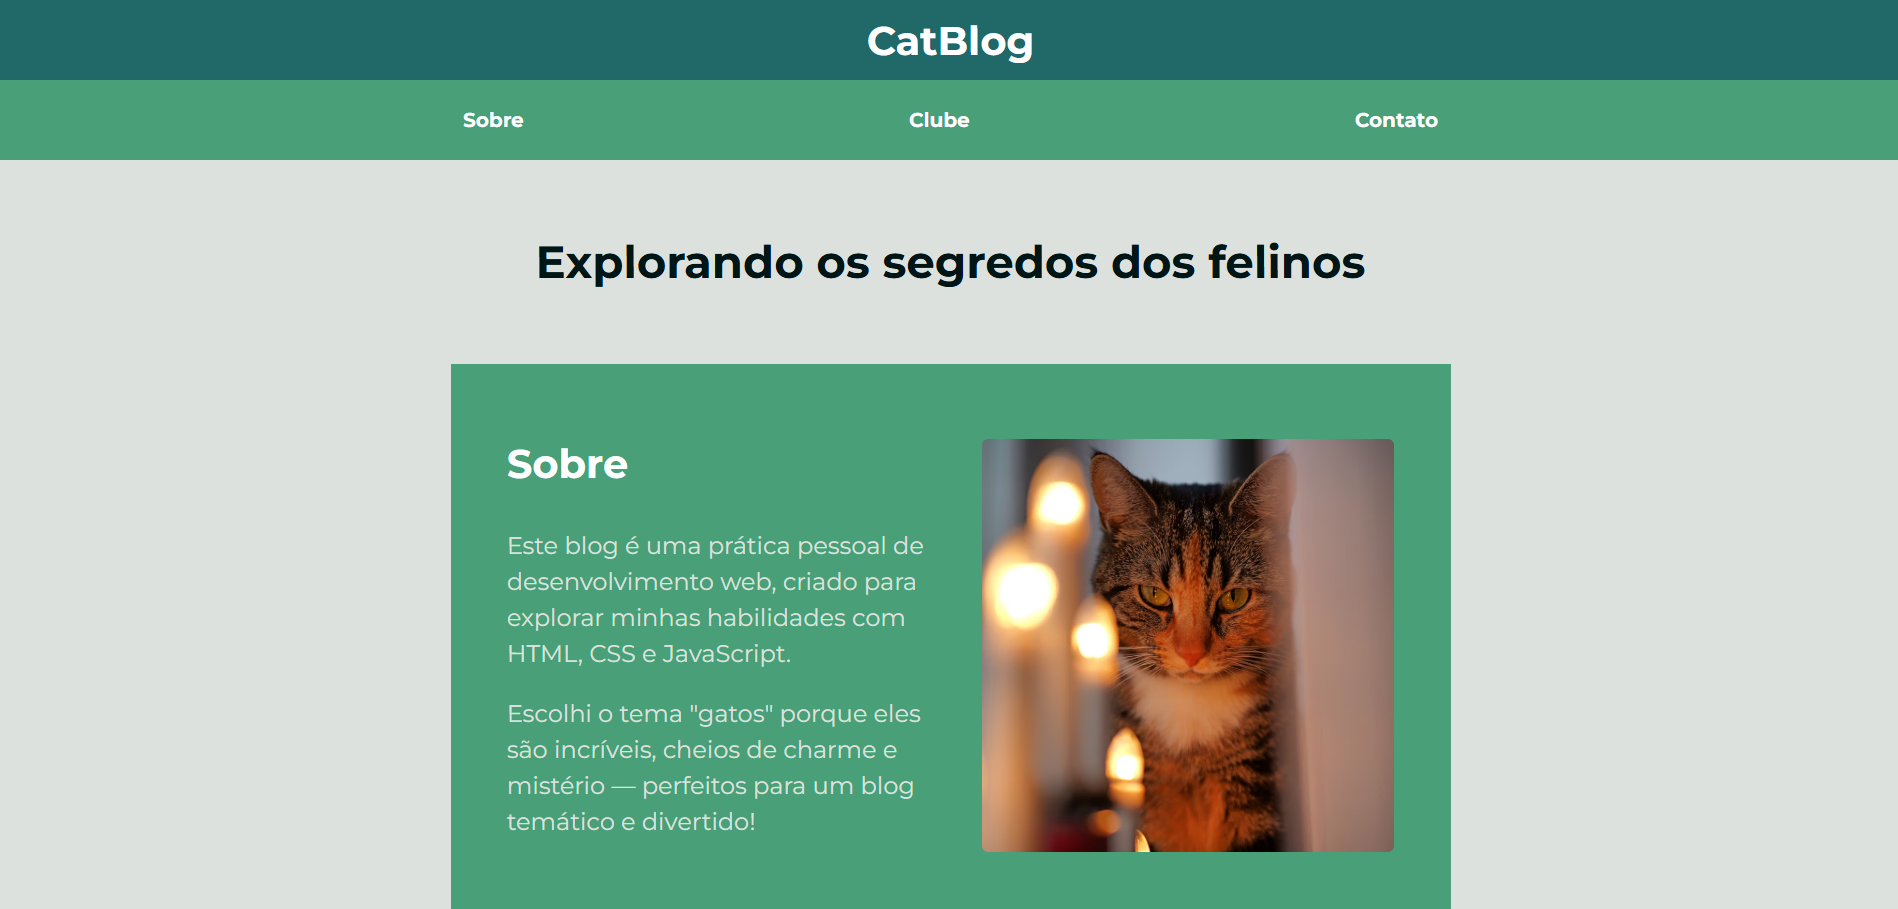 CatBlog
Sobre
Clube
Contato
Explorando os segredos dos felinos
Sobre
Este blog é uma prática pessoal de
desenvolvimento web, criado para
explorar minhas habilidades com
HTML, CSS e JavaScript.
Escolhi o tema "gatos" porque eles
são incríveis, cheios de charme e
mistério — perfeitos para um blog
temático e divertido!